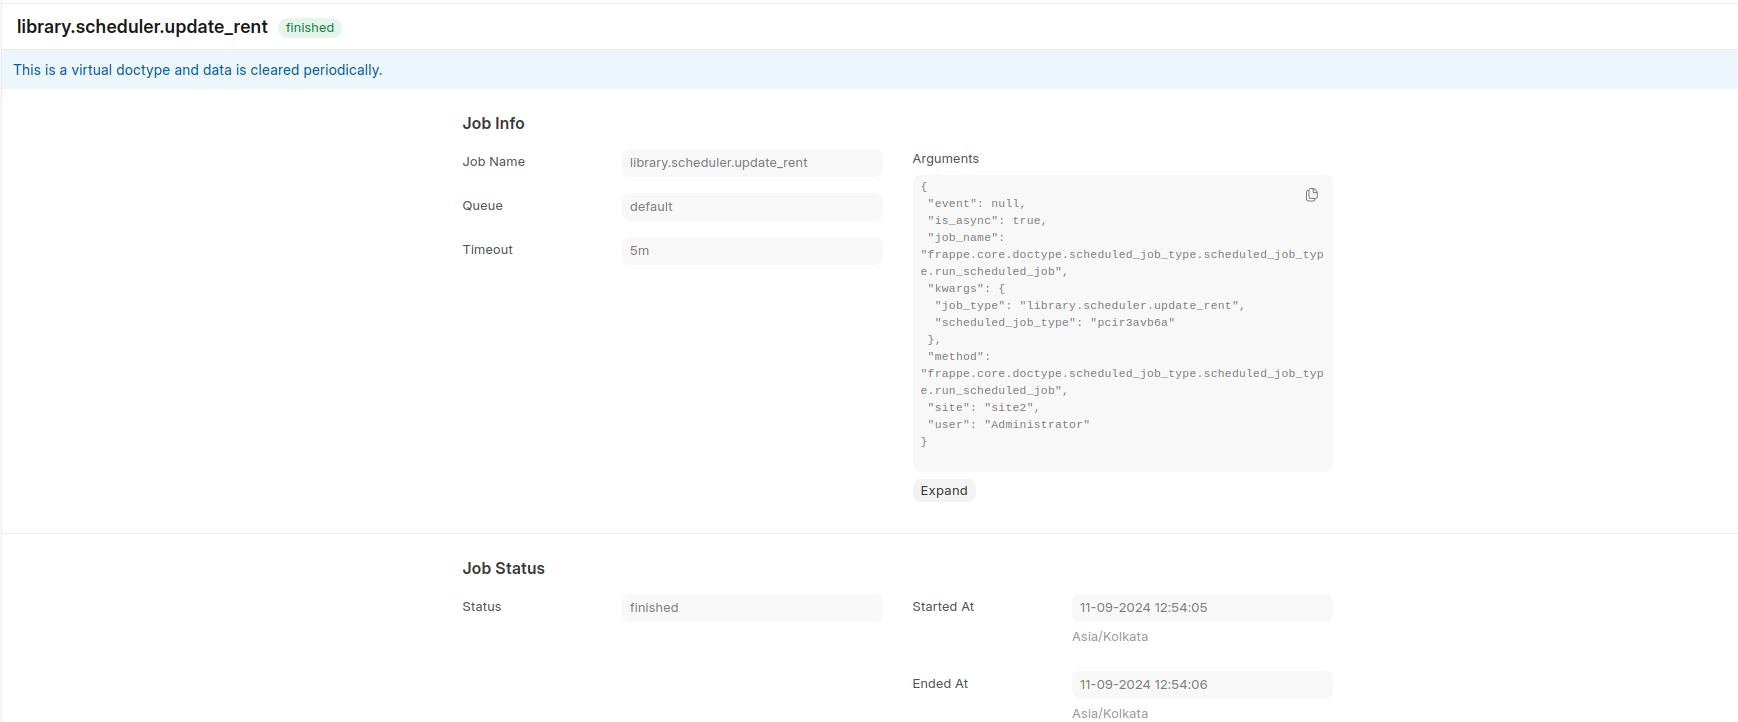 library.scheduler.update_rent finished
This is a virtual doctype and data is cleared periodically.
Job Info
Job Name
library.scheduler.update_rent
Queue
default
Timeout
5m
Arguments
{
 "event": null,
 "is_async": true,
 "job_name":
"frappe.core.doctype.scheduled_job_type.scheduled_job_typ
e.run_scheduled_job",
 "kwargs": {
  "job_type": "library.scheduler.update_rent",
  "scheduled_job_type": "pcir3avb6a"
 },
 "method":
"frappe.core.doctype.scheduled_job_type.scheduled_job_typ
e.run_scheduled_job",
 "site": "site2",
 "user": "Administrator"
}
Expand
Job Status
Status
finished
Started At
11-09-2024 12:54:05
Asia/Kolkata
Ended At
11-09-2024 12:54:06
Asia/Kolkata